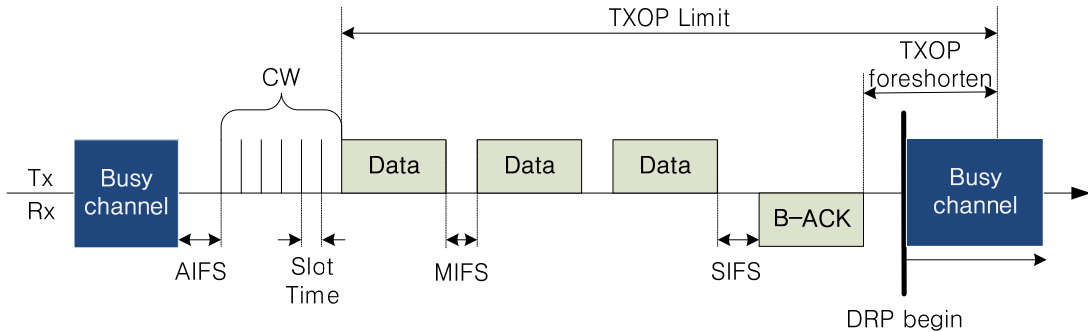 TXOP Limit
TXOP
foreshorten
CW
Data
Data
Data
Tx
Rx
Busy
channel
Busy
channel
B-ACK
AIFS
Slot
Time
MIFS
SIFS
DRP begin